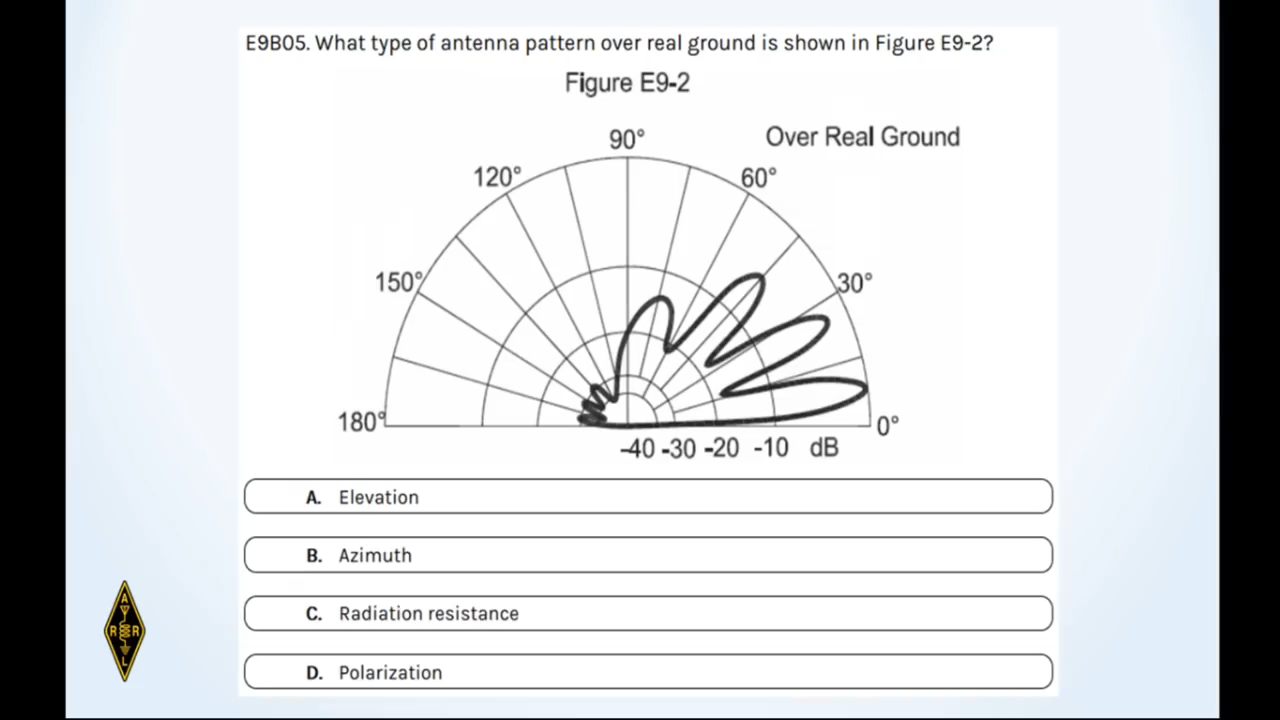 E9B05. What type of antenna pattern over real ground is shown in Figure E9-2?
Figure E9-2
Over Real Ground
90°
120°
60°
150°
30°
180°
0°
-40 -30 -20 -10 dB
A. Elevation
B. Azimuth
C. Radiation resistance
D. Polarization
A
R R
L